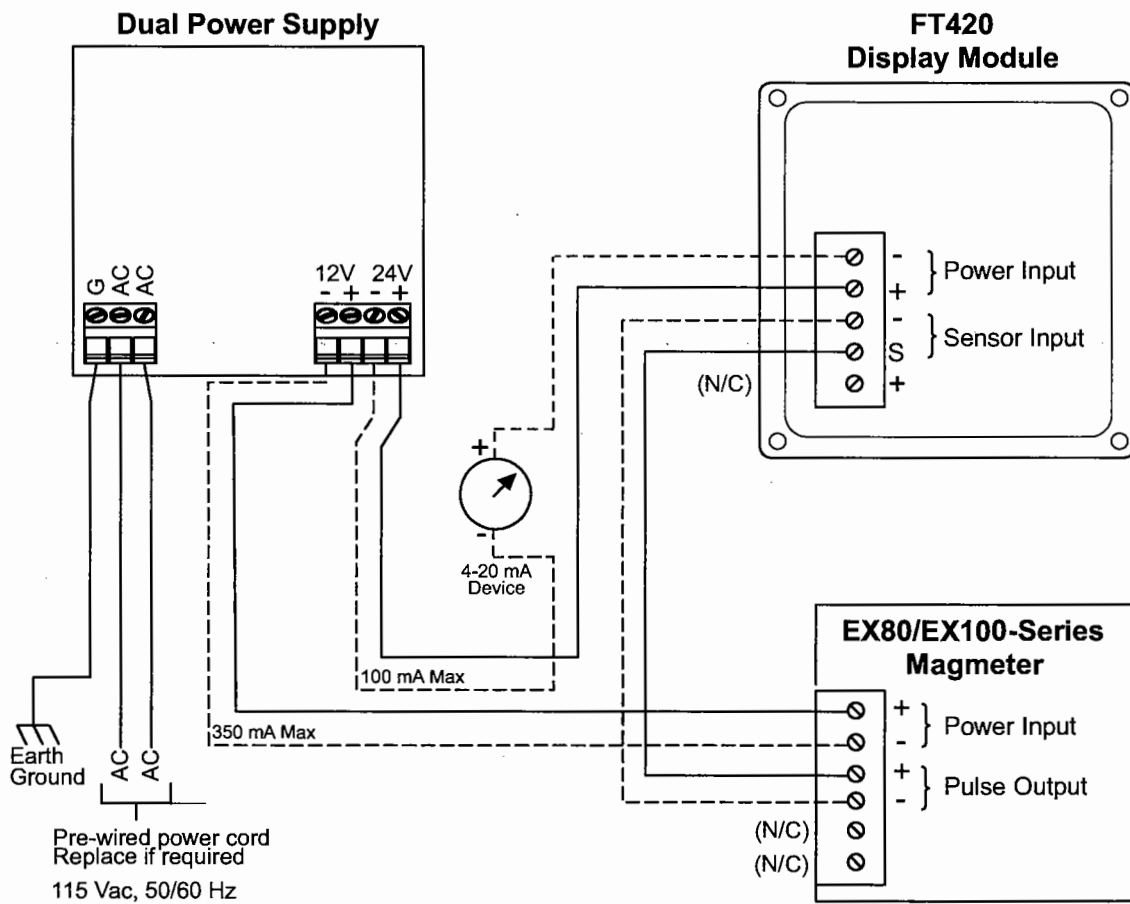 Dual Power Supply
FT420
Display Module
G
AC
AC
12V
24V
- + - +
-
+
Power Input
-
S
Sensor Input
(N/C)
+
+
-
4-20 mA
Device
100 mA Max
350 mA Max
EX80/EX100-Series
Magmeter
+
-
Power Input
+
-
Pulse Output
(N/C)
(N/C)
Earth
Ground
AC
AC
Pre-wired power cord
Replace if required
115 Vac, 50/60 Hz